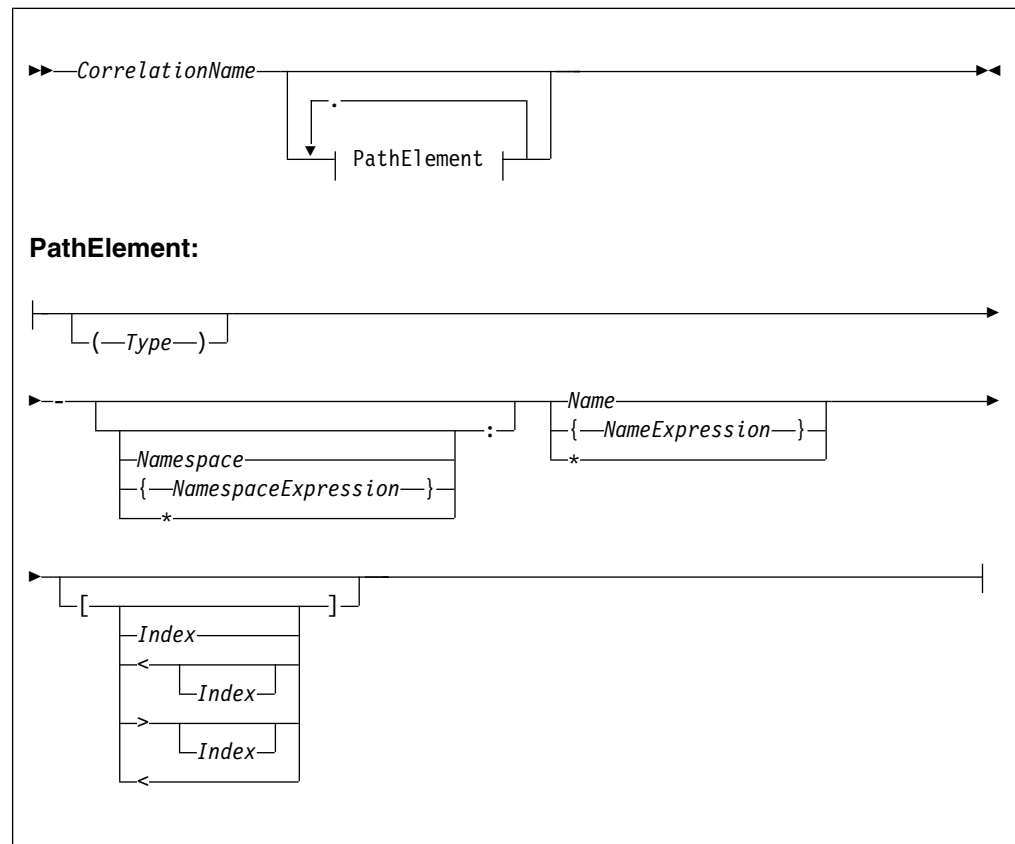 CorrelationName
.
PathElement
PathElement:
( Type )
- Name
: { NameExpression }
Namespace *
{ NamespaceExpression }
*
[ ]
Index
<
Index
>
Index
<